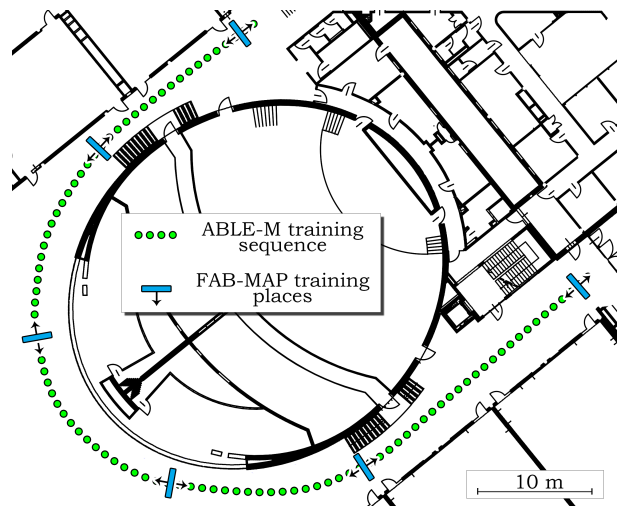 ABLE-M training
sequence
FAB-MAP training
places
10 m